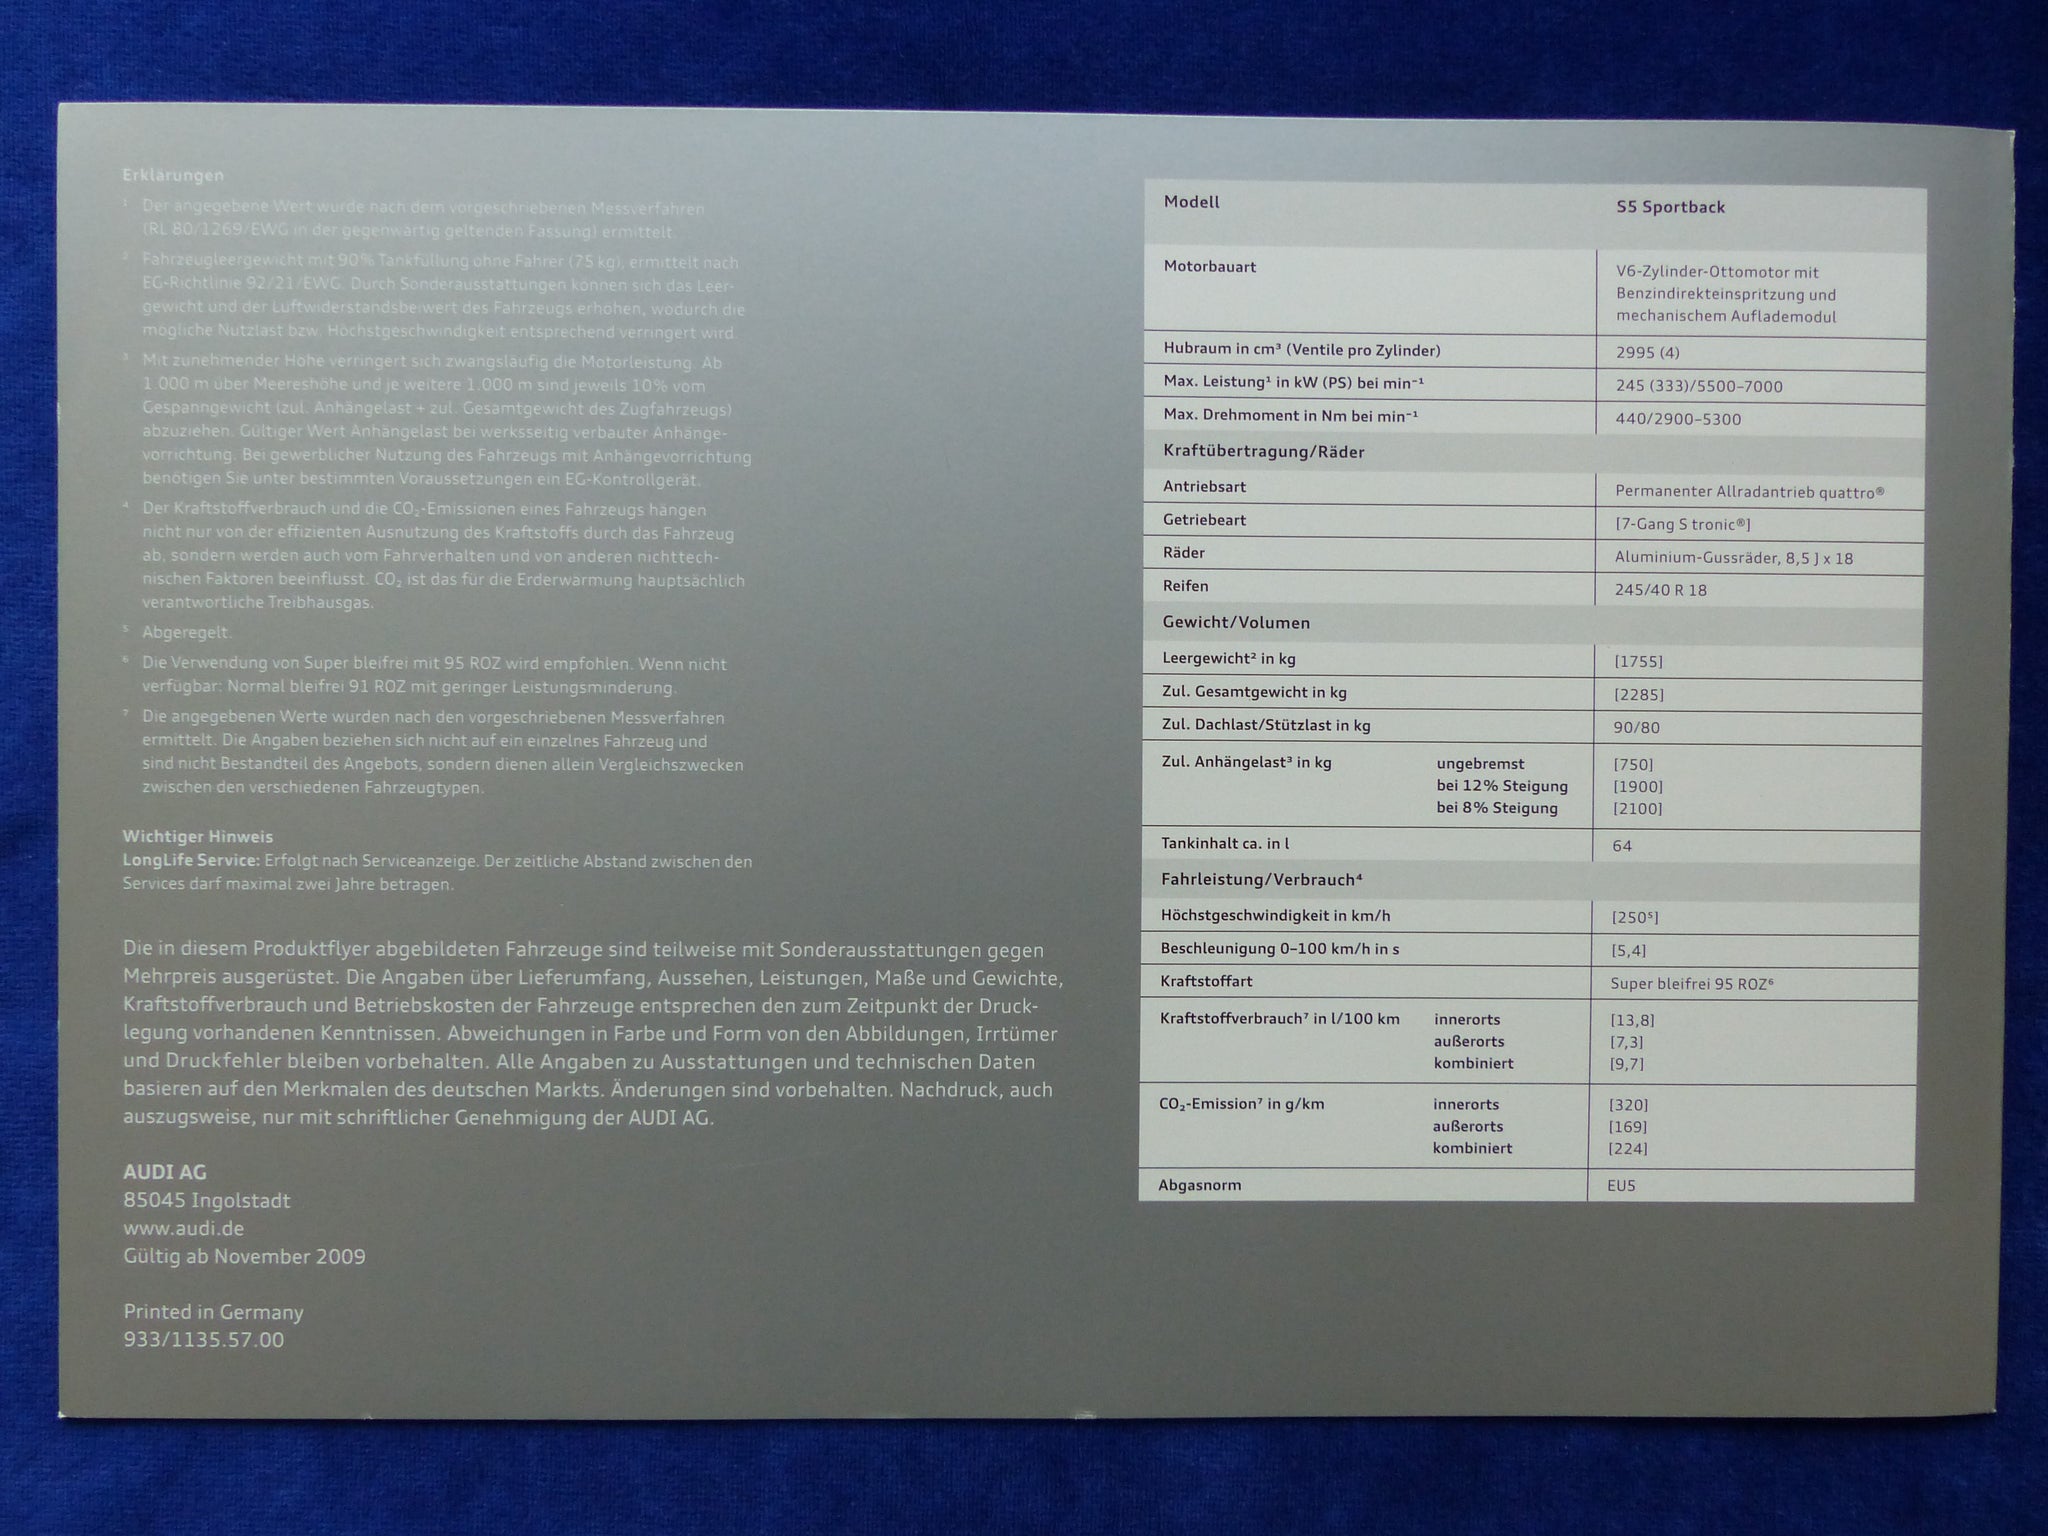 Erklärungen
¹ Der angegebene Wert wurde nach dem vorgeschriebenen Messverfahren
(RL 80/1269/EWG in der gegenwärtig geltenden Fassung) ermittelt.
² Fahrzeugleergewicht mit 90% Tankfüllung ohne Fahrer (75 kg), ermittelt nach
EG-Richtlinie 92/21/EWG. Durch Sonderausstattungen können sich das Leer-
gewicht und der Luftwiderstandsbeiwert des Fahrzeugs erhöhen, wodurch die
mögliche Nutzlast bzw. Höchstgeschwindigkeit entsprechend verringert wird.
³ Mit zunehmender Höhe verringert sich zwangsläufig die Motorleistung. Ab
1.000 m über Meereshöhe und je weitere 1.000 m sind jeweils 10% vom
Gespanngewicht (zul. Anhängelast + zul. Gesamtgewicht des Zugfahrzeugs)
abzuziehen. Gültiger Wert Anhängelast bei werksseitig verbauter Anhänge-
vorrichtung. Bei gewerblicher Nutzung des Fahrzeugs mit Anhängevorrichtung
benötigen Sie unter bestimmten Voraussetzungen ein EG-Kontrollgerät.
⁴ Der Kraftstoffverbrauch und die CO₂-Emissionen eines Fahrzeugs hängen
nicht nur von der effizienten Ausnutzung des Kraftstoffs durch das Fahrzeug
ab, sondern werden auch vom Fahrverhalten und von anderen nichttech-
nischen Faktoren beeinflusst. CO₂ ist das für die Erderwärmung hauptsächlich
verantwortliche Treibhausgas.
⁵ Abgeregelt.
⁶ Die Verwendung von Super bleifrei mit 95 ROZ wird empfohlen. Wenn nicht
verfügbar: Normal bleifrei 91 ROZ mit geringer Leistungsminderung.
⁷ Die angegebenen Werte wurden nach den vorgeschriebenen Messverfahren
ermittelt. Die Angaben beziehen sich nicht auf ein einzelnes Fahrzeug und
sind nicht Bestandteil des Angebots, sondern dienen allein Vergleichszwecken
zwischen den verschiedenen Fahrzeugtypen.
Wichtiger Hinweis
LongLife Service: Erfolgt nach Serviceanzeige. Der zeitliche Abstand zwischen den
Services darf maximal zwei Jahre betragen.
Die in diesem Produktflyer abgebildeten Fahrzeuge sind teilweise mit Sonderausstattungen gegen
Mehrpreis ausgerüstet. Die Angaben über Lieferumfang, Aussehen, Leistungen, Maße und Gewichte,
Kraftstoffverbrauch und Betriebskosten der Fahrzeuge entsprechen den zum Zeitpunkt der Druck-
legung vorhandenen Kenntnissen. Abweichungen in Farbe und Form von den Abbildungen, Irrtümer
und Druckfehler bleiben vorbehalten. Alle Angaben zu Ausstattungen und technischen Daten
basieren auf den Merkmalen des deutschen Markts. Änderungen sind vorbehalten. Nachdruck, auch
auszugsweise, nur mit schriftlicher Genehmigung der AUDI AG.
AUDI AG
85045 Ingolstadt
www.audi.de
Gültig ab November 2009
Printed in Germany
933/1135.57.00
Modell S5 Sportback
Motorbauart V6-Zylinder-Ottomotor mit
Benzindirekteinspritzung und
mechanischem Auflademodul
Hubraum in cm³ (Ventile pro Zylinder) 2995 (4)
Max. Leistung¹ in kW (PS) bei min⁻¹ 245 (333)/5500–7000
Max. Drehmoment in Nm bei min⁻¹ 440/2900–5300
Kraftübertragung/Räder
Antriebsart Permanenter Allradantrieb quattro®
Getriebeart [7-Gang S tronic®]
Räder Aluminium-Gussräder, 8,5 J x 18
Reifen 245/40 R 18
Gewicht/Volumen
Leergewicht² in kg [1755]
Zul. Gesamtgewicht in kg [2285]
Zul. Dachlast/Stützlast in kg 90/80
Zul. Anhängelast³ in kg ungebremst [750]
bei 12% Steigung [1900]
bei 8% Steigung [2100]
Tankinhalt ca. in l 64
Fahrleistung/Verbrauch⁴
Höchstgeschwindigkeit in km/h [250⁵]
Beschleunigung 0–100 km/h in s [5,4]
Kraftstoffart Super bleifrei 95 ROZ⁶
Kraftstoffverbrauch⁷ in l/100 km innerorts [13,8]
außerorts [7,3]
kombiniert [9,7]
CO₂-Emission⁷ in g/km innerorts [320]
außerorts [169]
kombiniert [224]
Abgasnorm EU5